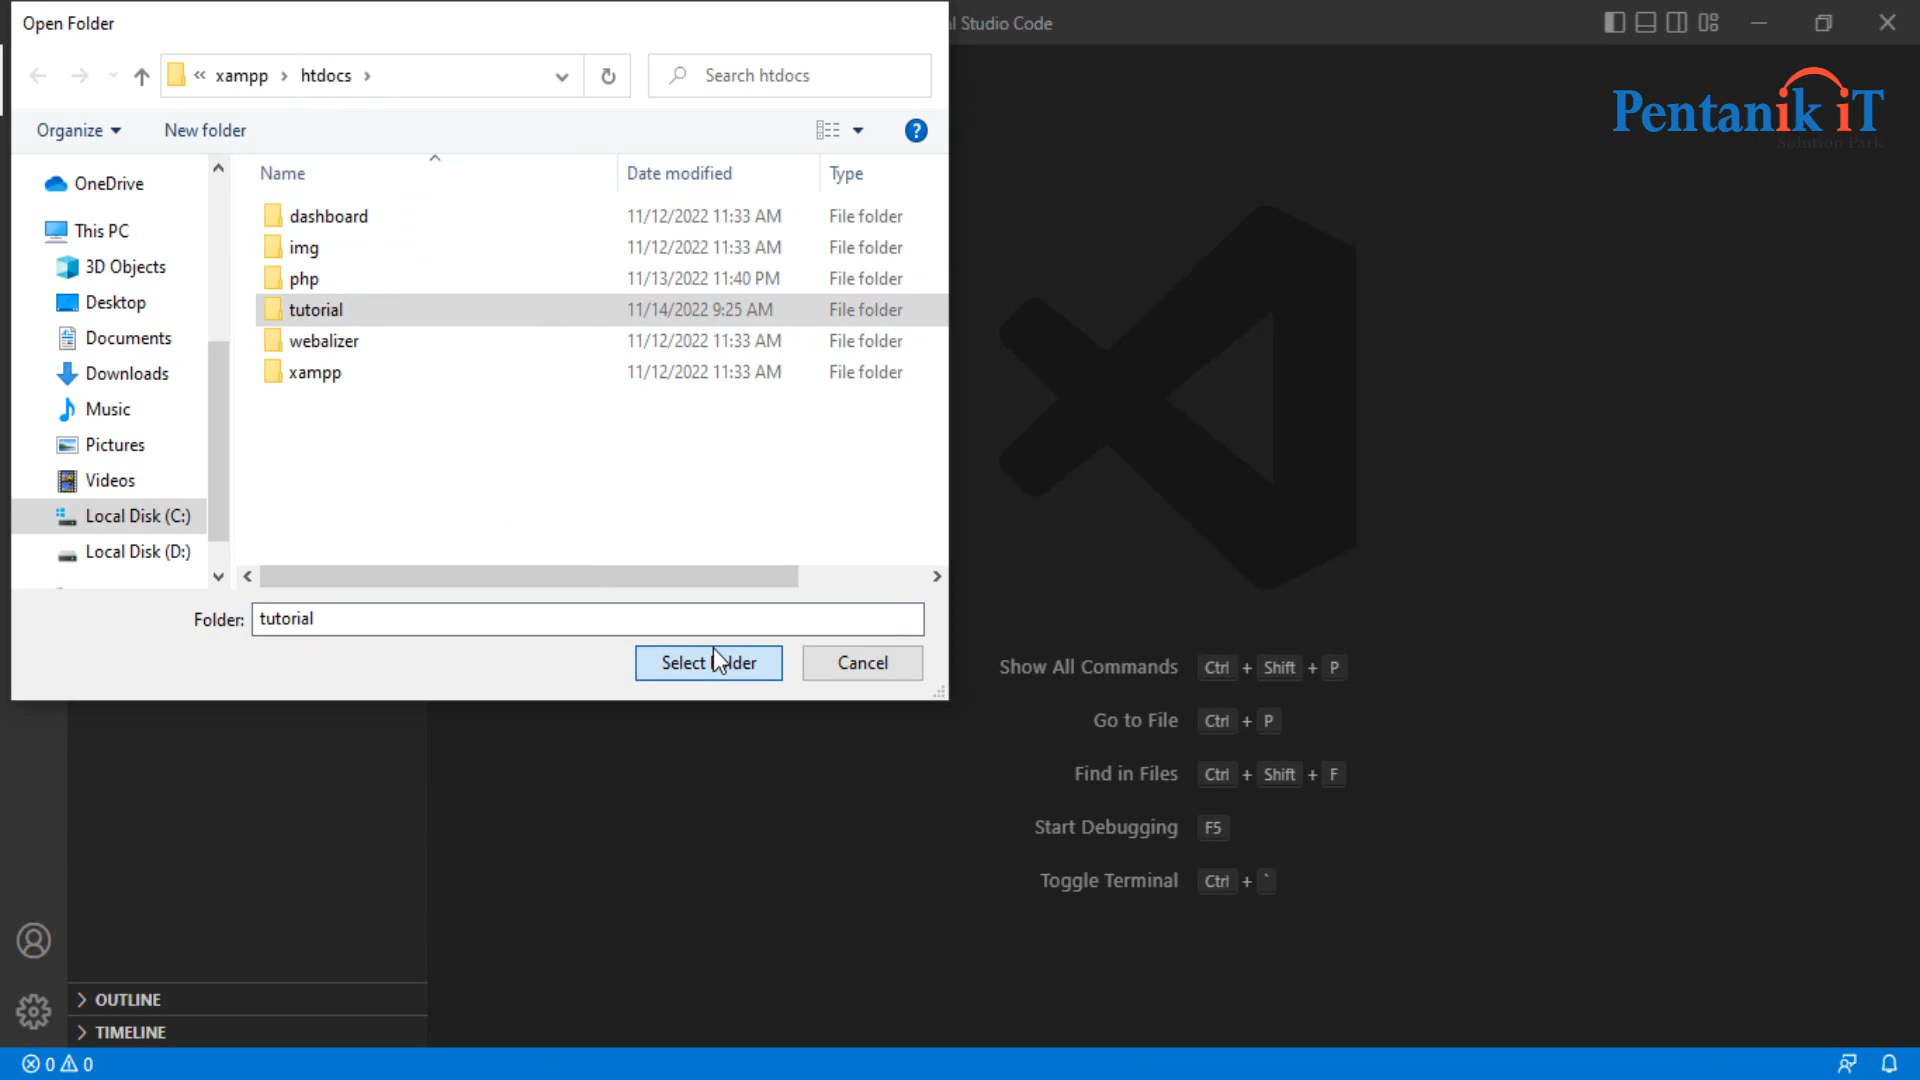 Open Folder
l Studio Code
« xampp › htdocs ›
Search htdocs
Organize
New folder
?
Name
Date modified
Type
OneDrive
This PC
3D Objects
Desktop
Documents
Downloads
Music
Pictures
Videos
Local Disk (C:)
Local Disk (D:)
dashboard 11/12/2022 11:33 AM File folder
img 11/12/2022 11:33 AM File folder
php 11/13/2022 11:40 PM File folder
tutorial 11/14/2022 9:25 AM File folder
webalizer 11/12/2022 11:33 AM File folder
xampp 11/12/2022 11:33 AM File folder
Folder: tutorial
Select Folder
Cancel
Pentanik iT
Solution Park
Show All Commands Ctrl + Shift + P
Go to File Ctrl + P
Find in Files Ctrl + Shift + F
Start Debugging F5
Toggle Terminal Ctrl + `
OUTLINE
TIMELINE
0 0